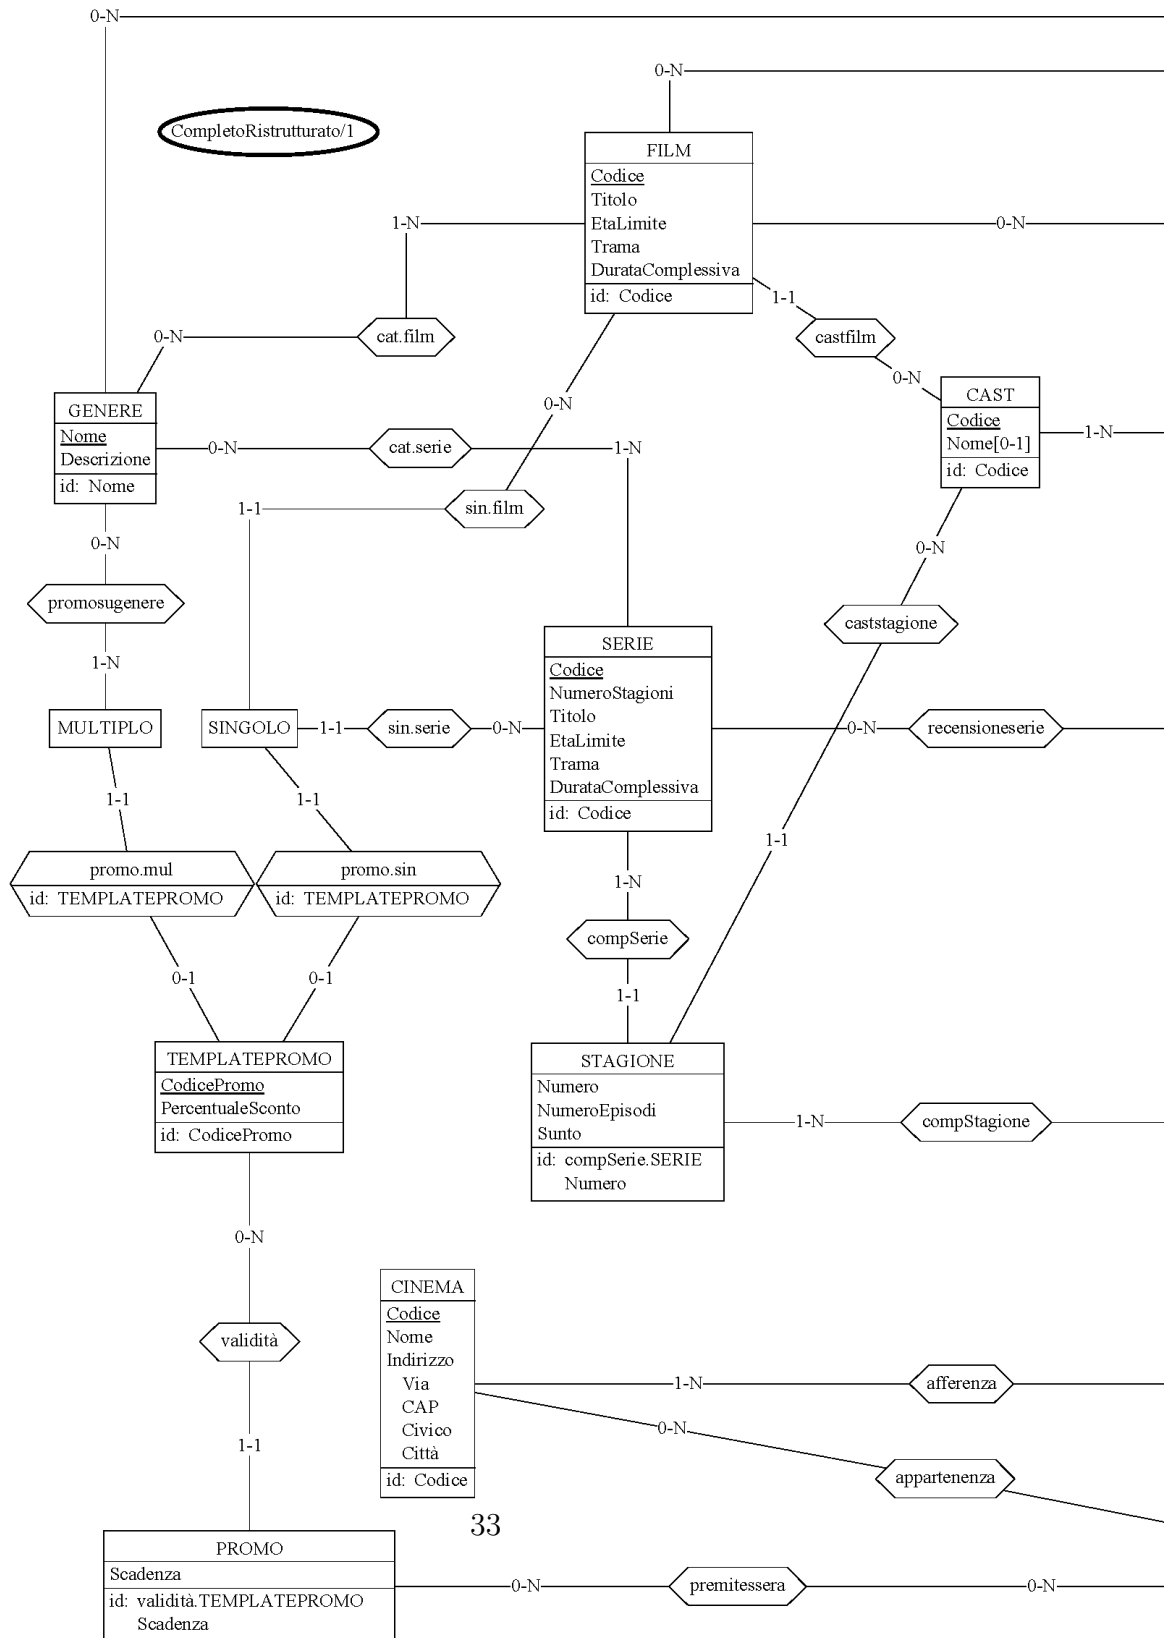 0-N
0-N
CompletoRistrutturato/1
FILM
Codice
Titolo
EtaLimite
Trama
DurataComplessiva
id: Codice
1-N
0-N
1-1
cat.film
0-N
castfilm
0-N
CAST
Codice
Nome[0-1]
id: Codice
1-N
GENERE
Nome
Descrizione
id: Nome
0-N
cat.serie
1-N
0-N
1-1
sin.film
0-N
0-N
promosugenere
caststagione
1-N
SERIE
Codice
NumeroStagioni
Titolo
EtaLimite
Trama
DurataComplessiva
id: Codice
MULTIPLO
SINGOLO
1-1
sin.serie
0-N
0-N
recensioneserie
1-1
1-1
1-1
promo.mul
id: TEMPLATEPROMO
promo.sin
id: TEMPLATEPROMO
1-N
compSerie
0-1
0-1
1-1
TEMPLATEPROMO
CodicePromo
PercentualeSconto
id: CodicePromo
STAGIONE
Numero
NumeroEpisodi
Sunto
id: compSerie.SERIE
Numero
1-N
compStagione
0-N
CINEMA
Codice
Nome
Indirizzo
Via
CAP
Civico
Città
id: Codice
validità
1-N
afferenza
0-N
appartenenza
1-1
33
PROMO
Scadenza
id: validità.TEMPLATEPROMO
Scadenza
0-N
premitessera
0-N